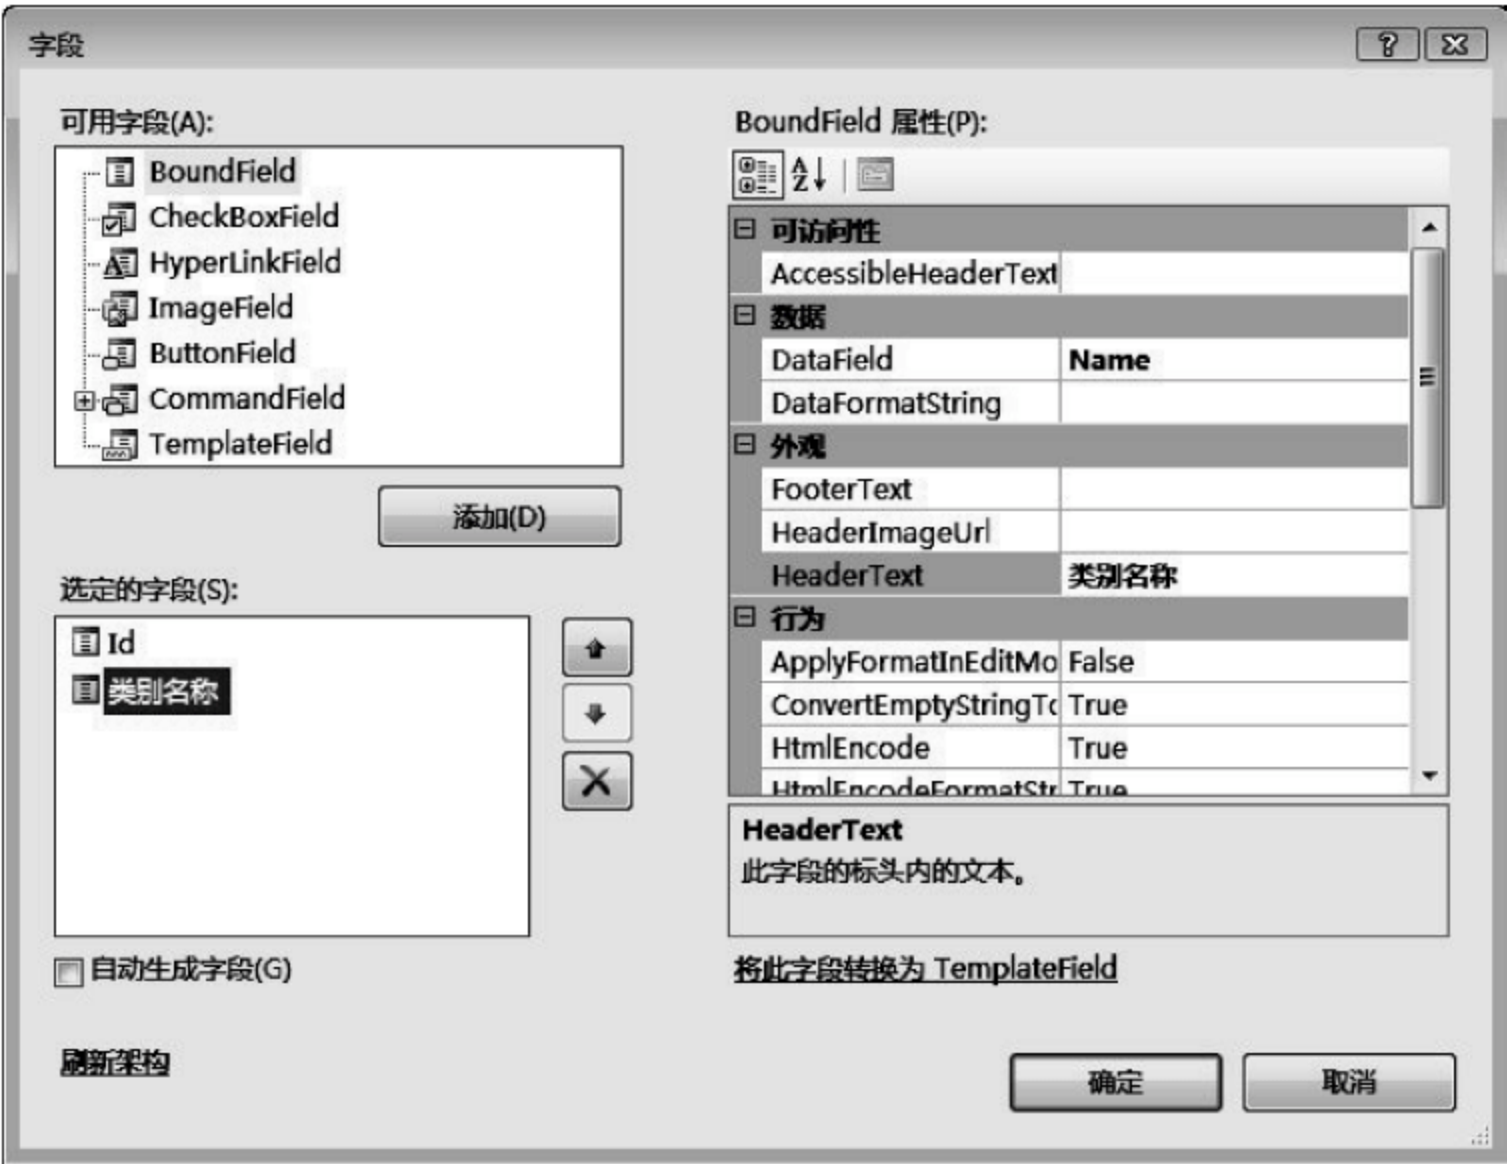 字段
可用字段(A):
BoundField
CheckBoxField
HyperLinkField
ImageField
ButtonField
CommandField
TemplateField
添加(D)
选定的字段(S):
Id
类别名称
自动生成字段(G)
刷新架构
BoundField 属性(P):
可访问性
AccessibleHeaderText
数据
DataField Name
DataFormatString
外观
FooterText
HeaderImageUrl
HeaderText 类别名称
行为
ApplyFormatInEditMo False
ConvertEmptyStringTo True
HtmlEncode True
HtmlEncodeFormatStr True
HeaderText
此字段的标头内的文本。
将此字段转换为 TemplateField
确定 取消